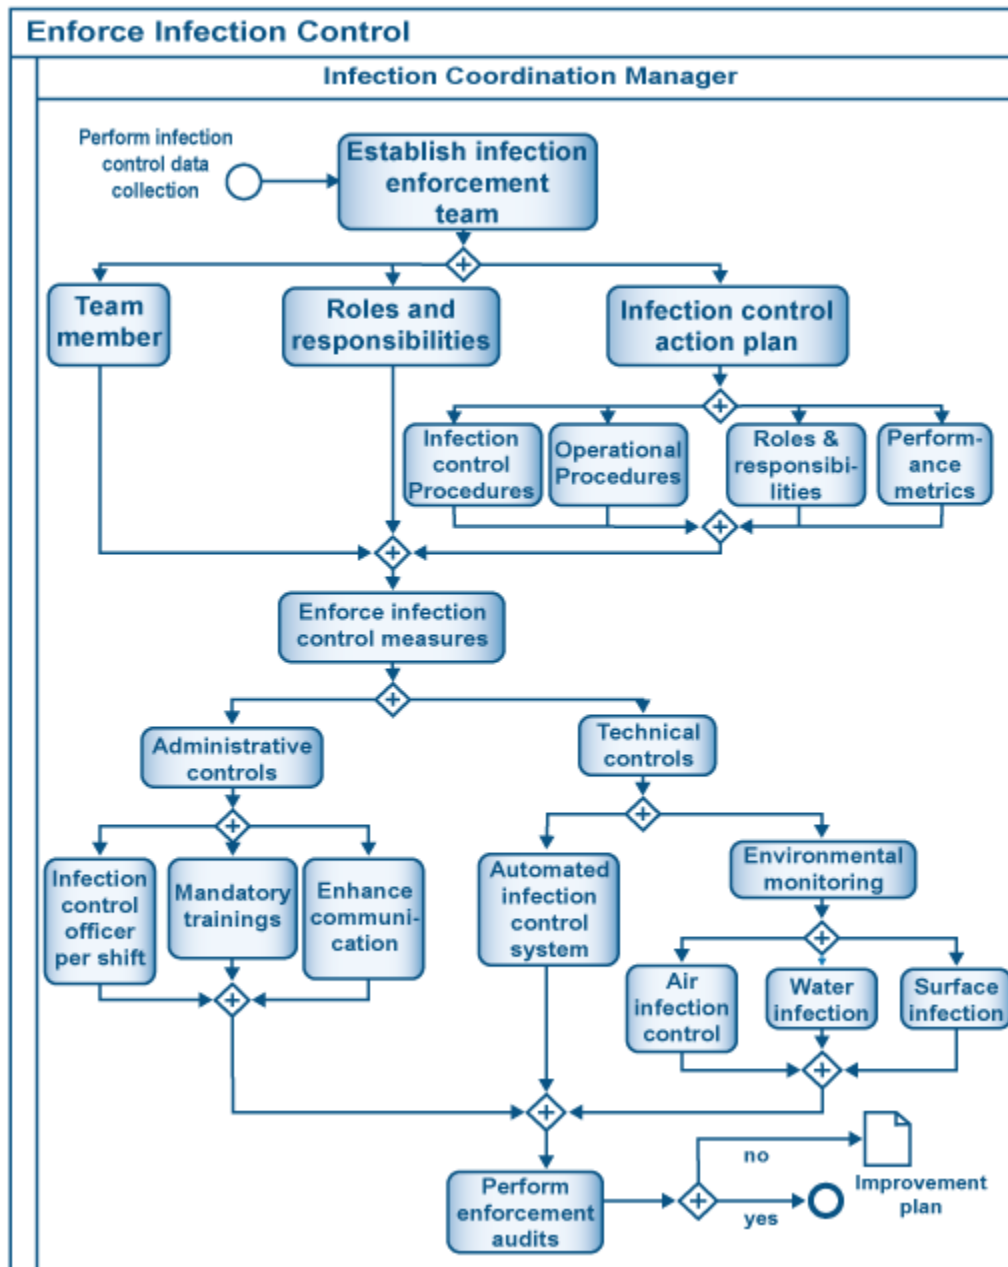 Enforce Infection Control
Infection Coordination Manager
Perform infection
control data
collection
Establish infection
enforcement
team
Team
member
Roles and
responsibilities
Infection control
action plan
Infection
control
Procedures
Operational
Procedures
Roles &
responsibi-
lities
Perform-
ance
metrics
Enforce infection
control measures
Administrative
controls
Technical
controls
Infection
control
officer
per shift
Mandatory
trainings
Enhance
communi-
cation
Automated
infection
control
system
Environmental
monitoring
Air
infection
control
Water
infection
Surface
infection
Perform
enforcement
audits
no
yes
Improvement
plan